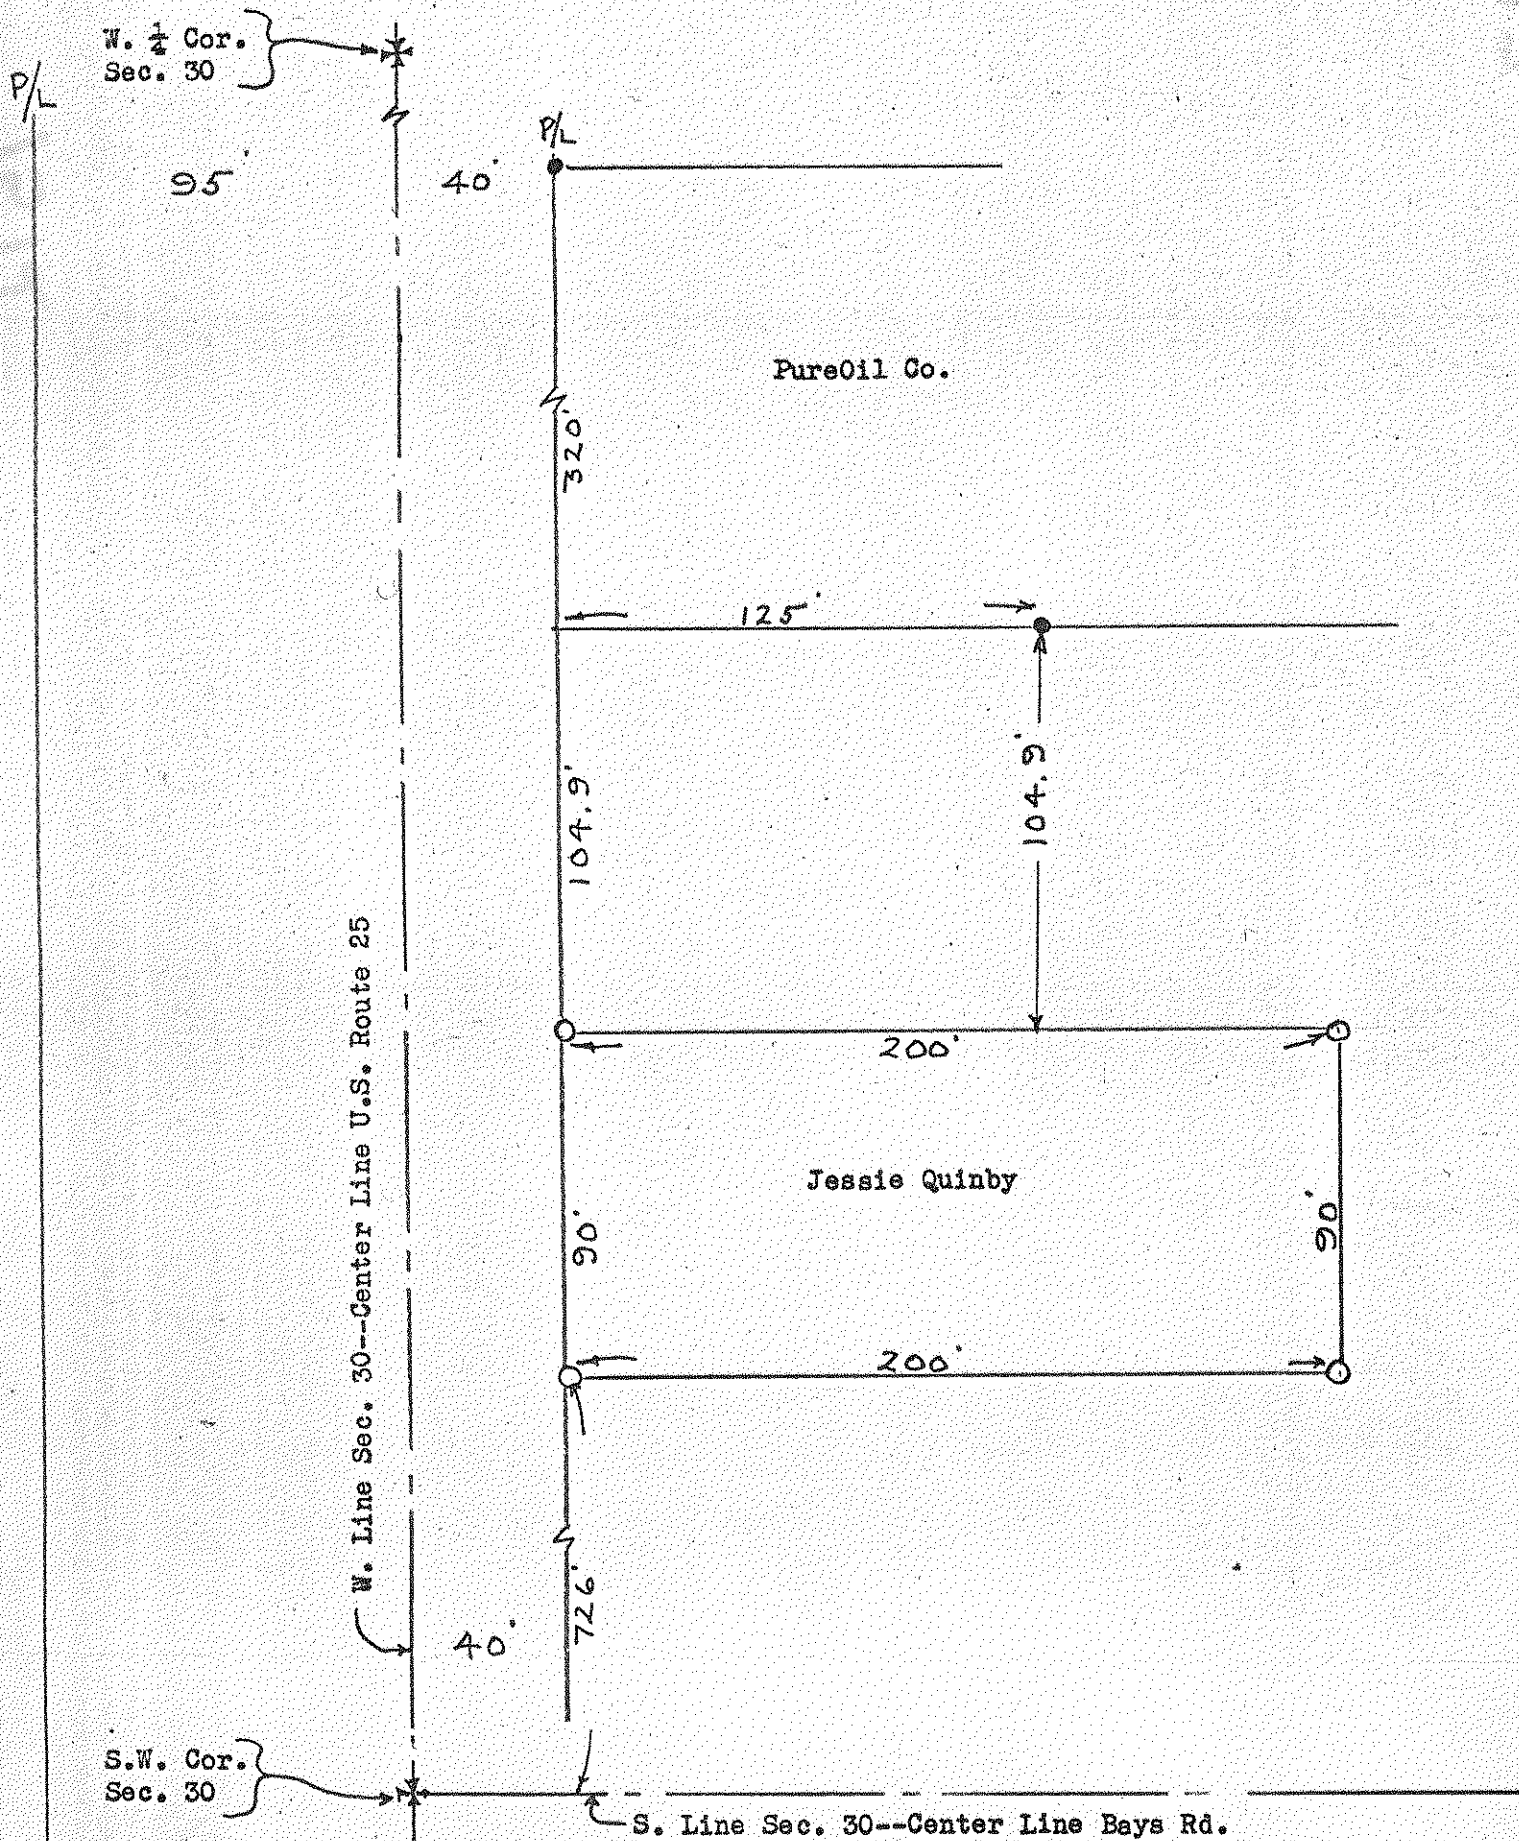 W. ¼ Cor.
Sec. 30
P/L
P/L
95'
40'
PureOil Co.
320'
125'
104.9'
104.9'
W. Line Sec. 30--Center Line U.S. Route 25
200'
Jessie Quinby
90'
90'
200'
726'
40'
S.W. Cor.
Sec. 30
S. Line Sec. 30--Center Line Bays Rd.